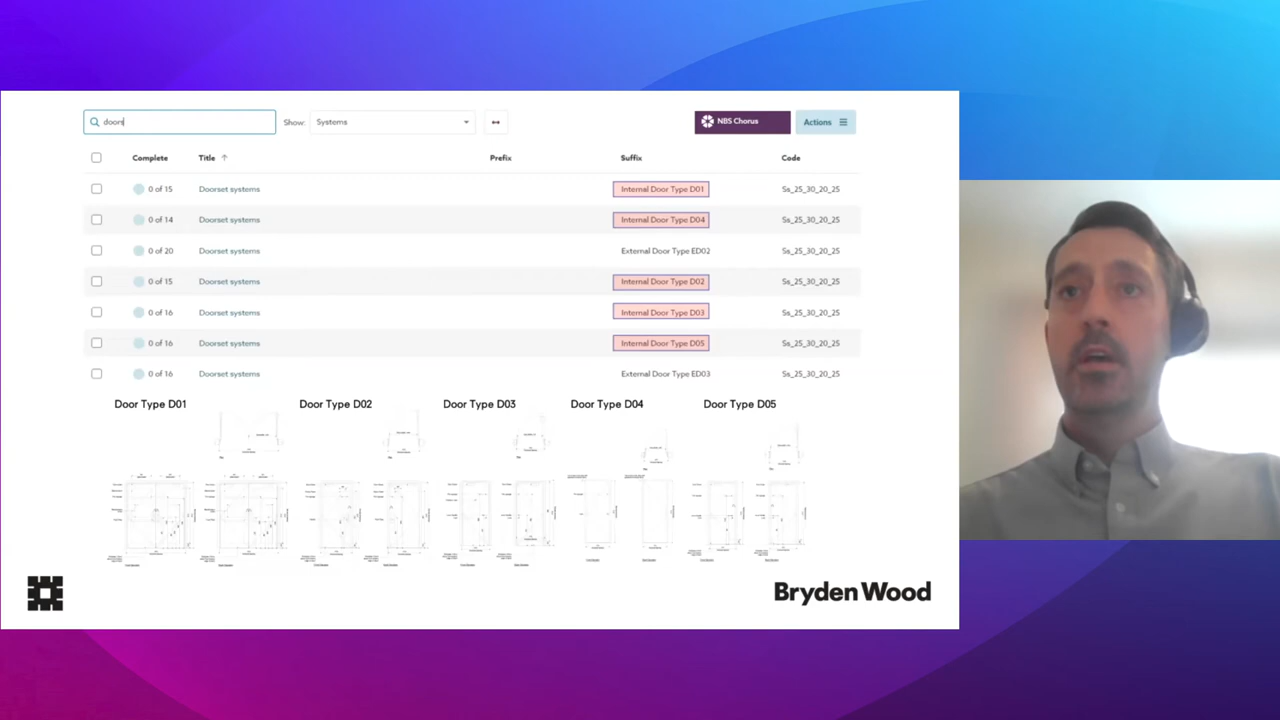 doors
Show: Systems
NBS Chorus
Actions
Complete Title Prefix Suffix Code
0 of 15 Doorset systems Internal Door Type D01 Ss_25_30_20_25
0 of 14 Doorset systems Internal Door Type D04 Ss_25_30_20_25
0 of 20 Doorset systems External Door Type ED02 Ss_25_30_20_25
0 of 15 Doorset systems Internal Door Type D02 Ss_25_30_20_25
0 of 16 Doorset systems Internal Door Type D03 Ss_25_30_20_25
0 of 16 Doorset systems Internal Door Type D05 Ss_25_30_20_25
0 of 16 Doorset systems External Door Type ED03 Ss_25_30_20_25
Door Type D01 Door Type D02 Door Type D03 Door Type D04 Door Type D05
Bryden Wood